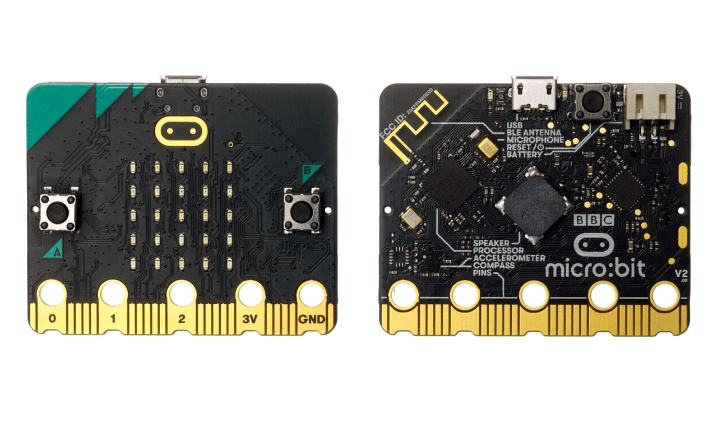 B
A
0 1 2 3V GND
FCC ID:
3V
USB
BLE ANTENNA
MICROPHONE
RESET /
BATTERY
BBC
micro:bit
SPEAKER
PROCESSOR
ACCELEROMETER
COMPASS
PINS
V2